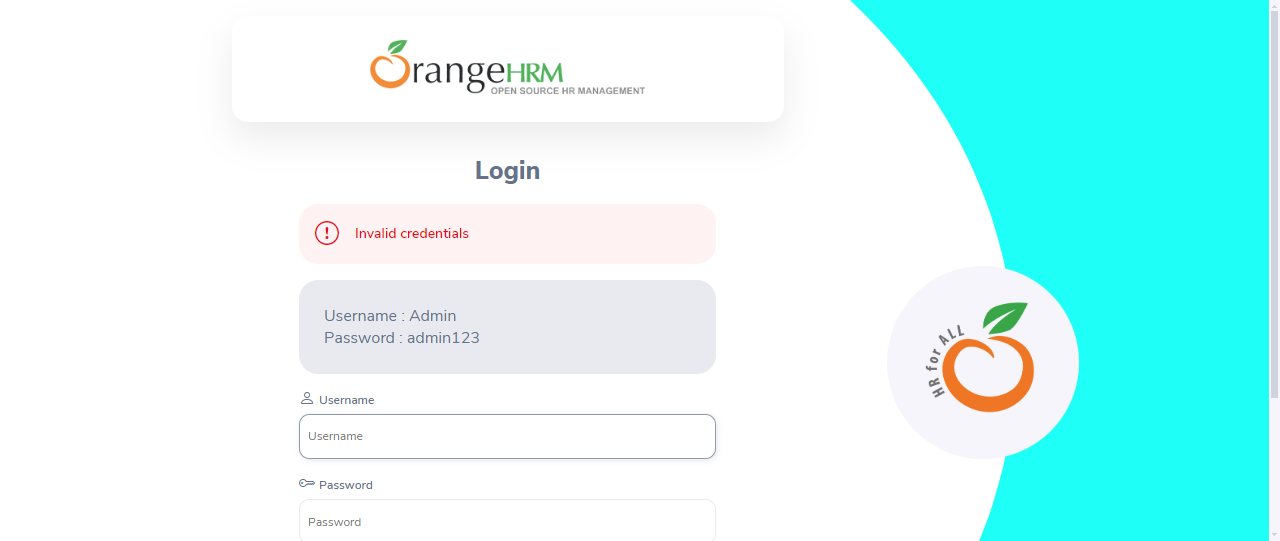 OrangeHRM
OPEN SOURCE HR MANAGEMENT
Login
Invalid credentials
Username : Admin
Password : admin123
Username
Username
Password
Password
HR for ALL